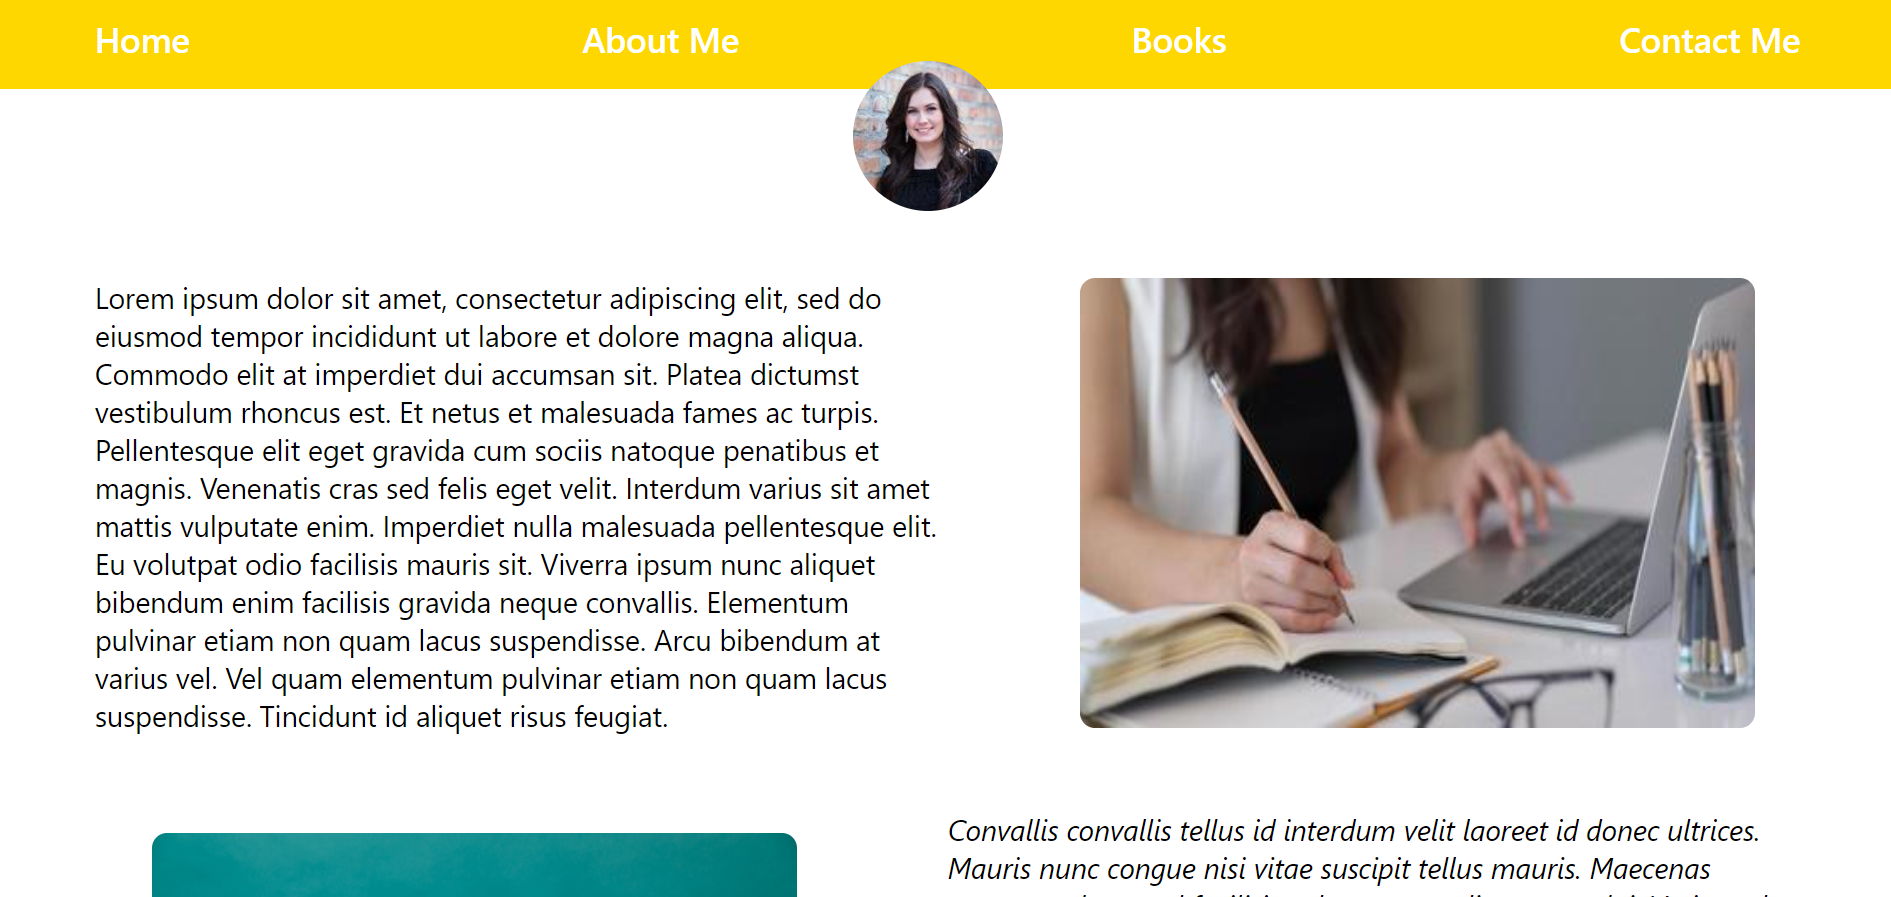 Home About Me Books Contact Me
Lorem ipsum dolor sit amet, consectetur adipiscing elit, sed do
eiusmod tempor incididunt ut labore et dolore magna aliqua.
Commodo elit at imperdiet dui accumsan sit. Platea dictumst
vestibulum rhoncus est. Et netus et malesuada fames ac turpis.
Pellentesque elit eget gravida cum sociis natoque penatibus et
magnis. Venenatis cras sed felis eget velit. Interdum varius sit amet
mattis vulputate enim. Imperdiet nulla malesuada pellentesque elit.
Eu volutpat odio facilisis mauris sit. Viverra ipsum nunc aliquet
bibendum enim facilisis gravida neque convallis. Elementum
pulvinar etiam non quam lacus suspendisse. Arcu bibendum at
varius vel. Vel quam elementum pulvinar etiam non quam lacus
suspendisse. Tincidunt id aliquet risus feugiat.
Convallis convallis tellus id interdum velit laoreet id donec ultrices.
Mauris nunc congue nisi vitae suscipit tellus mauris. Maecenas